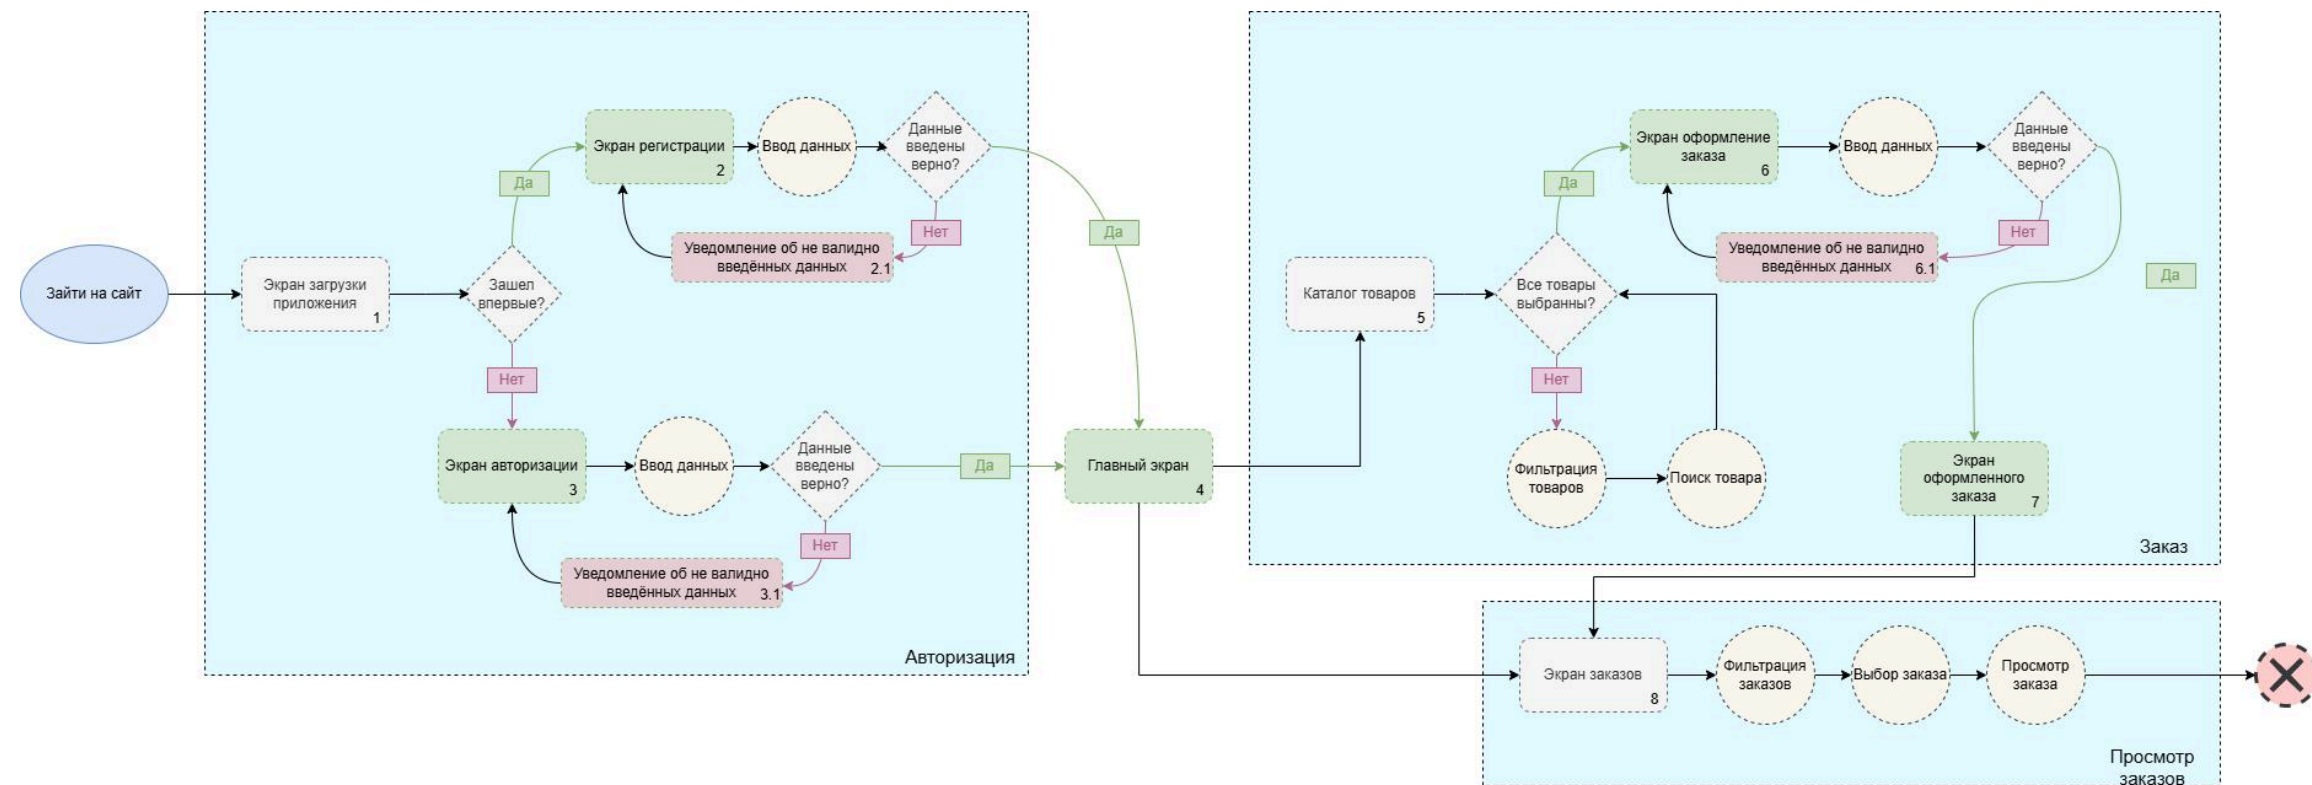 Зайти на сайт
Экран загрузки
приложения
1
Зашел
впервые?
Да
Экран регистрации
2
Ввод данных
Данные
введены
верно?
Нет
Уведомление об не валидно
введённых данных
2.1
Да
Нет
Экран авторизации
3
Ввод данных
Данные
введены
верно?
Да
Нет
Уведомление об не валидно
введённых данных
3.1
Авторизация
Главный экран
4
Каталог товаров
5
Все товары
выбранны?
Да
Экран оформление
заказа
6
Ввод данных
Данные
введены
верно?
Нет
Уведомление об не валидно
введённых данных
6.1
Да
Нет
Фильтрация
товаров
Поиск товара
Экран
оформленного
заказа
7
Заказ
Экран заказов
8
Фильтрация
заказов
Выбор заказа
Просмотр
заказа
Просмотр
заказов